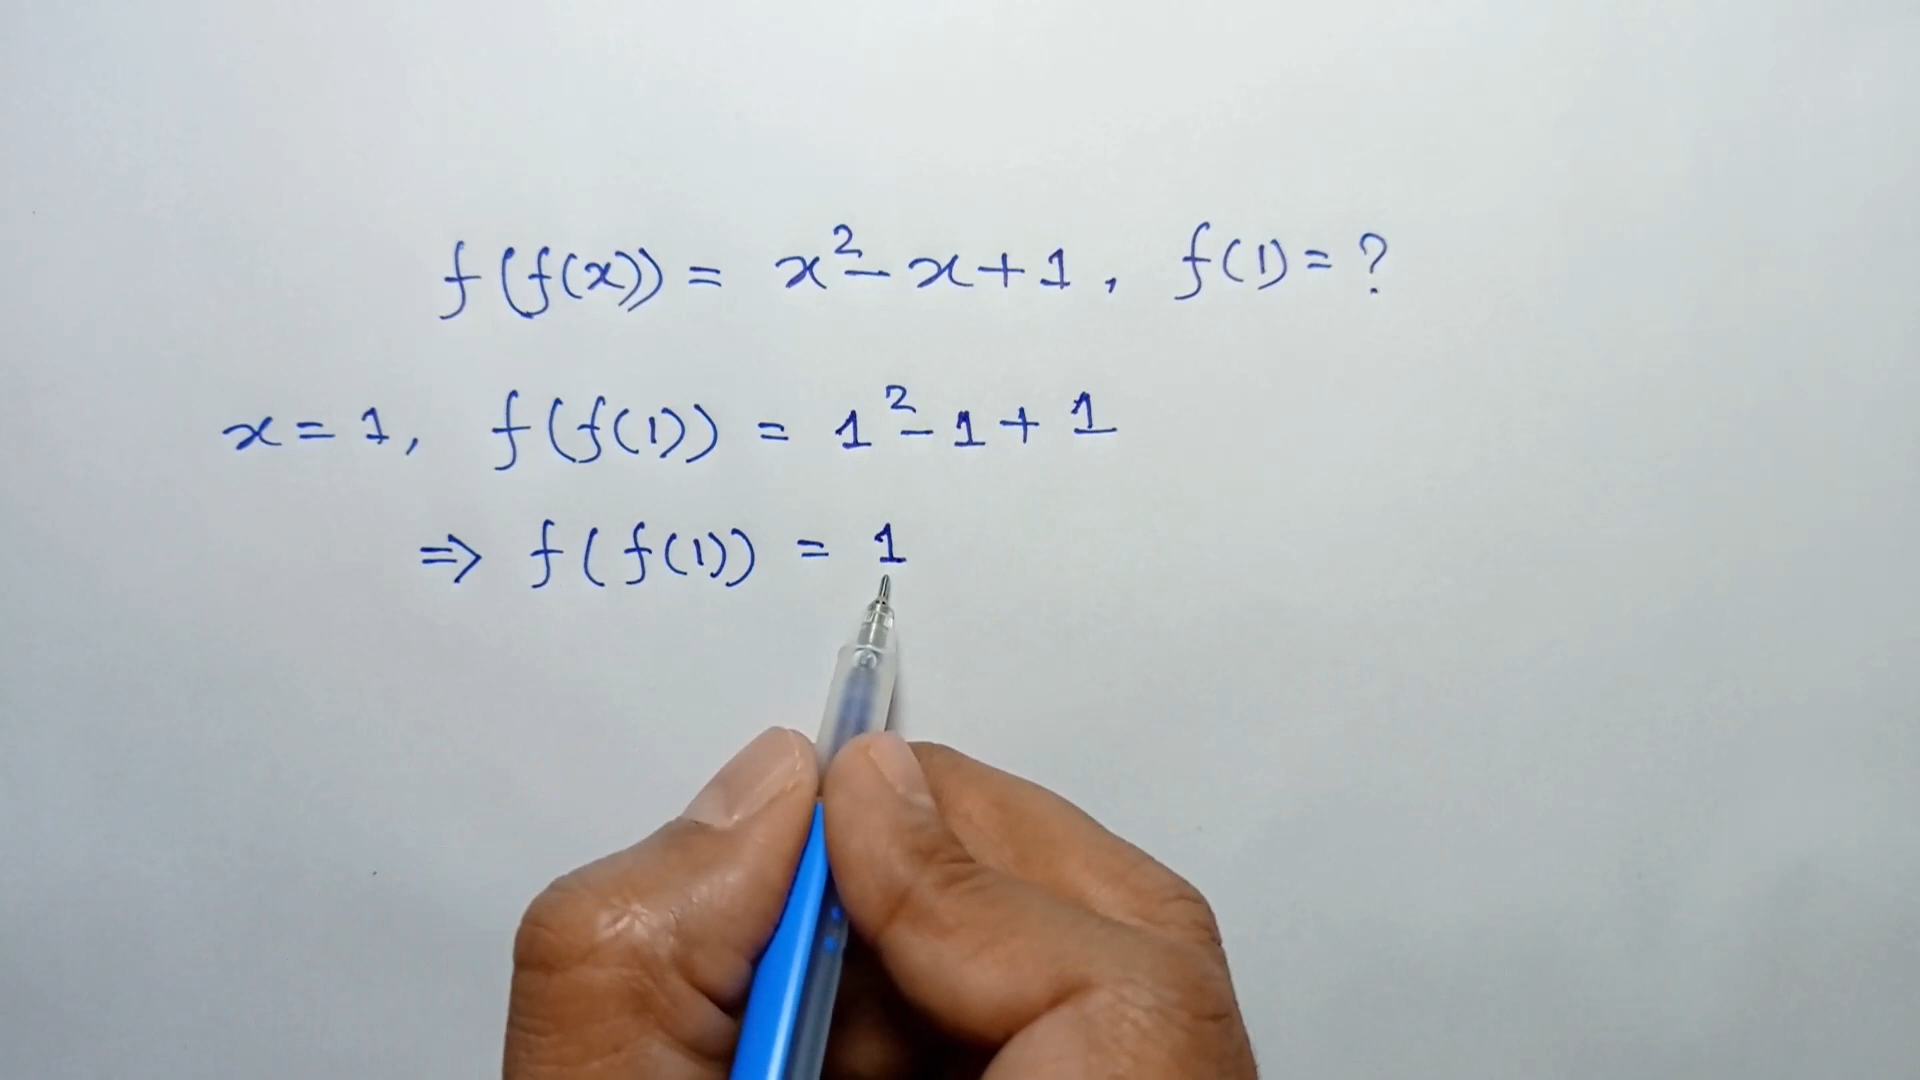 f(f(x)) = x² - x + 1, f(1) = ?
x = 1, f(f(1)) = 1² - 1 + 1
⇒ f(f(1)) = 1